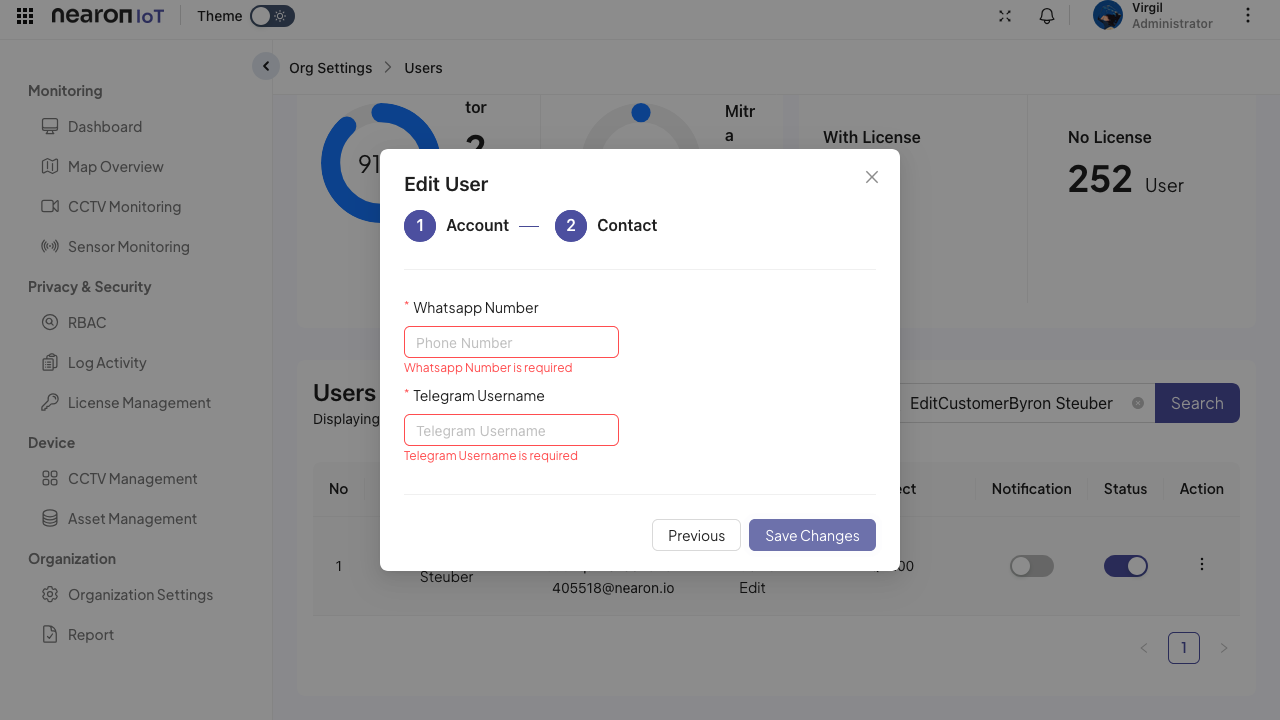 nearon IoT
Theme
Virgil
Administrator
Org Settings > Users
Monitoring
Dashboard
Map Overview
CCTV Monitoring
Sensor Monitoring
Privacy & Security
RBAC
Log Activity
License Management
Device
CCTV Management
Asset Management
Organization
Organization Settings
Report
91
tor
2
Mitr
a
With License
No License
252 User
Edit User
1 Account
2 Contact
* Whatsapp Number
Phone Number
Whatsapp Number is required
* Telegram Username
Telegram Username
Telegram Username is required
Previous
Save Changes
Users
Displaying
EditCustomerByron Steuber
Search
No
ect
Notification
Status
Action
1
Steuber
405518@nearon.io
Edit
00
1